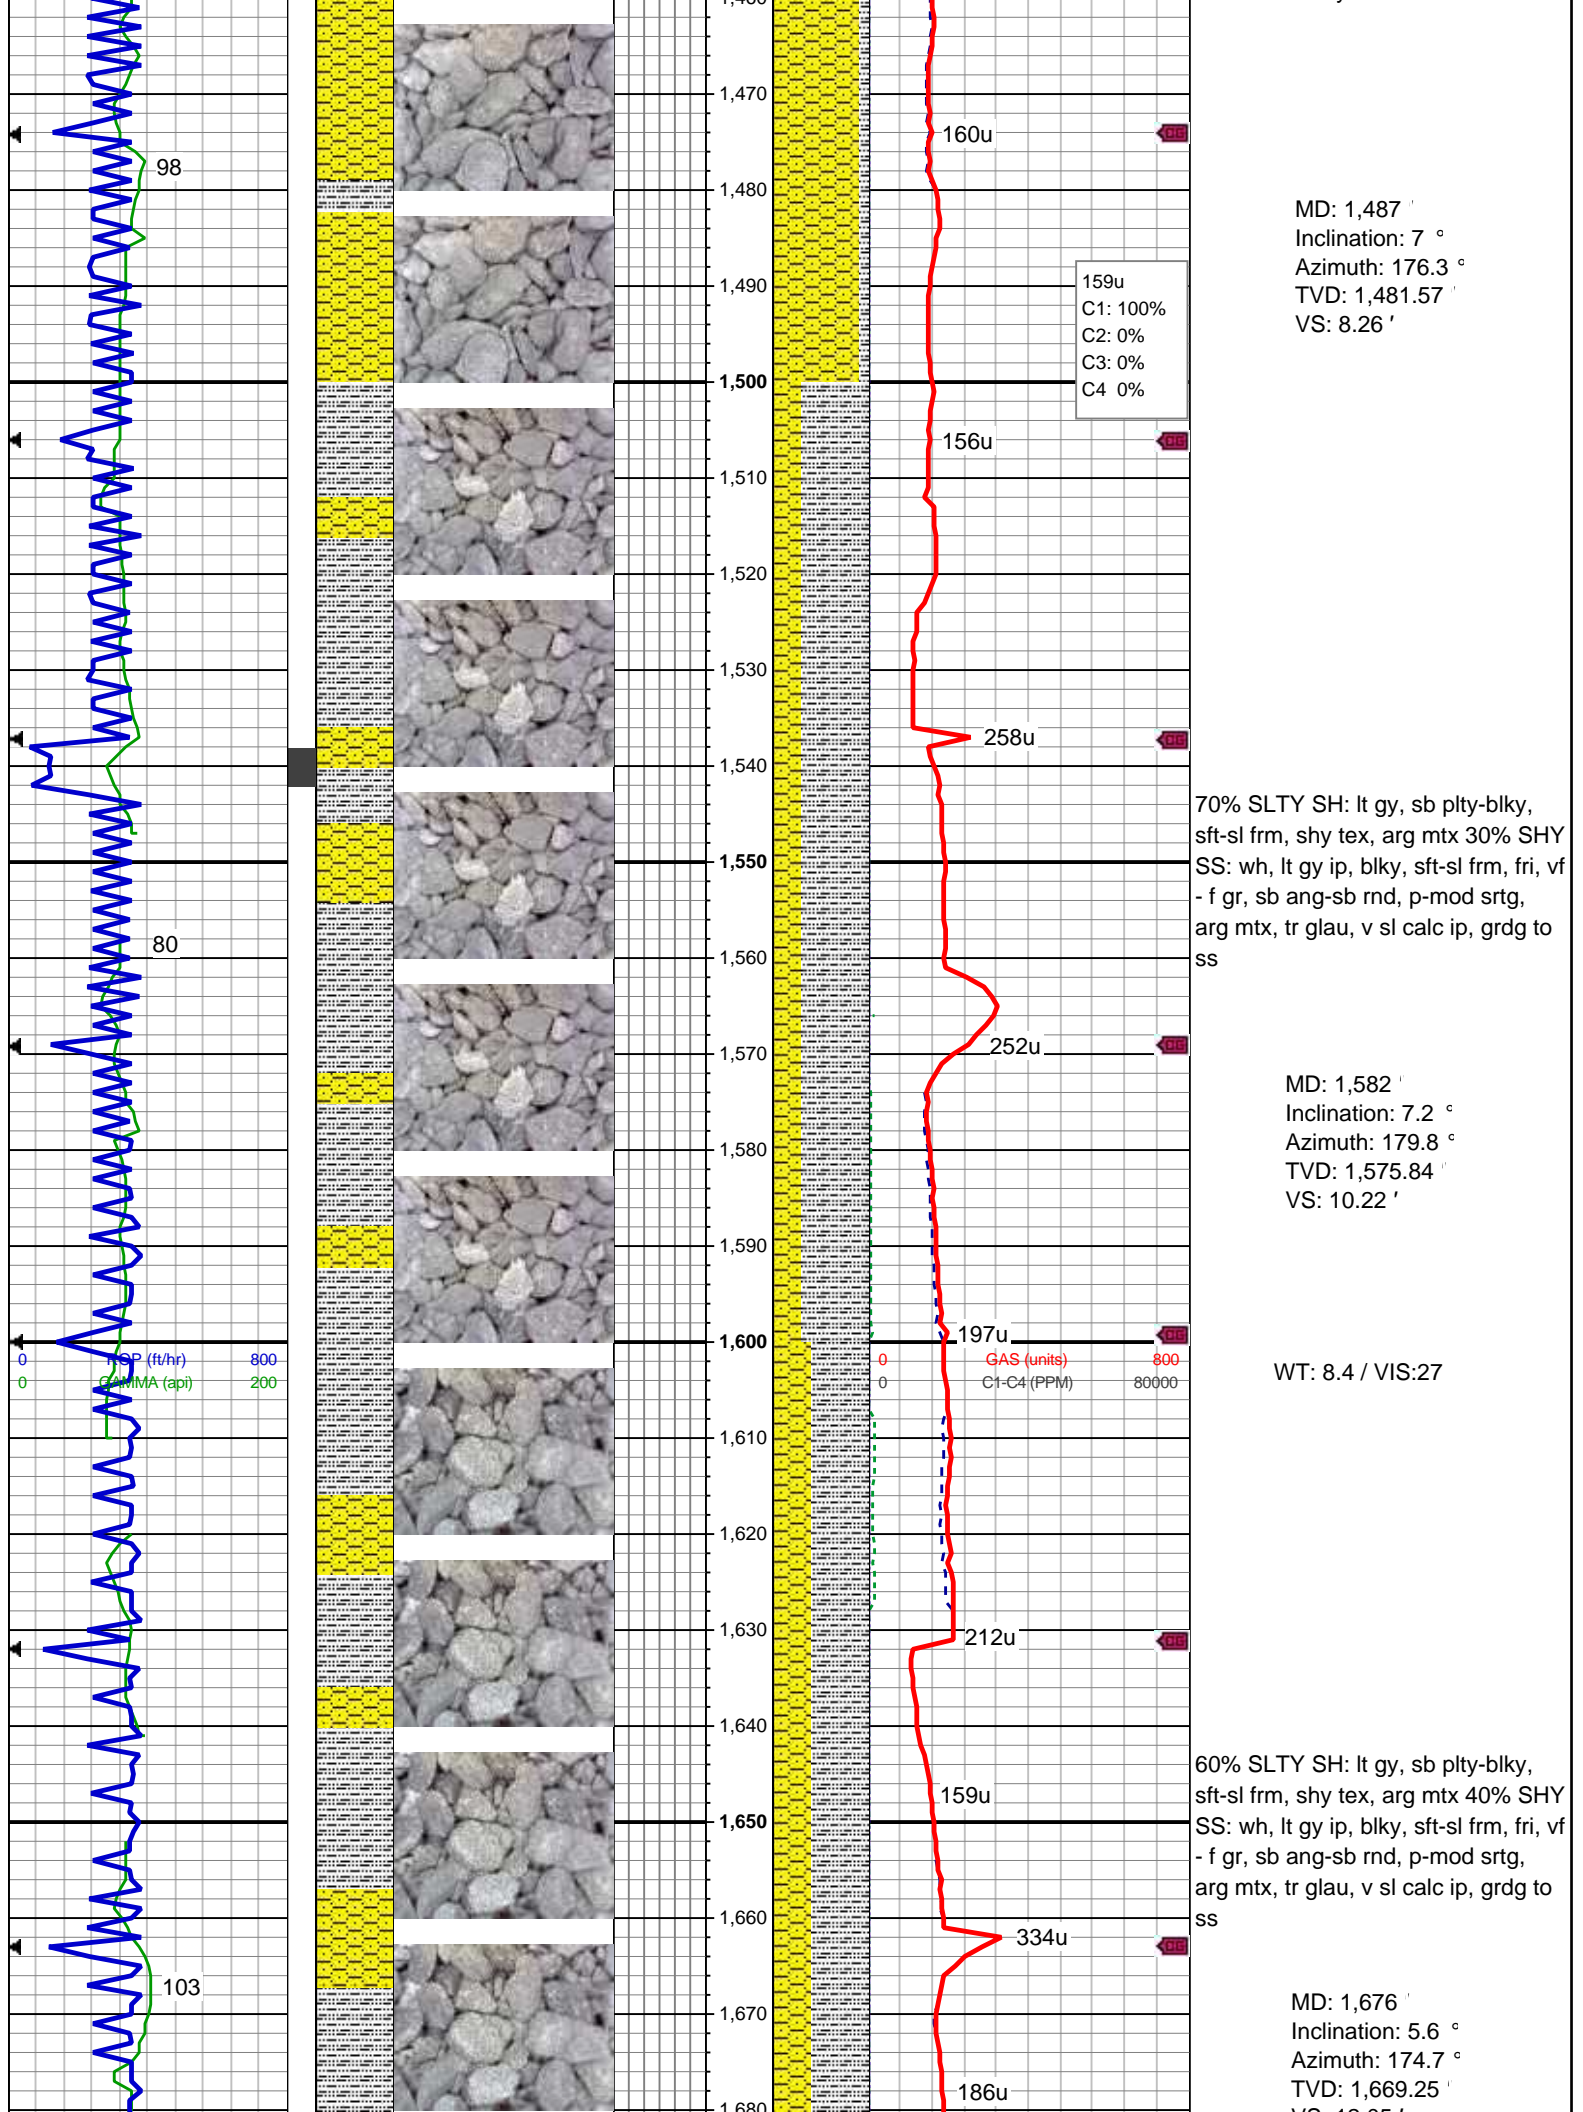 1,470
160u
CG
98
1,480
MD: 1,487 '
Inclination: 7 °
Azimuth: 176.3 °
TVD: 1,481.57 '
VS: 8.26 '
1,490
159u
C1: 100%
C2: 0%
C3: 0%
C4 0%
1,500
156u
CG
1,510
1,520
1,530
258u
CG
1,540
70% SLTY SH: lt gy, sb plty-blky,
sft-sl frm, shy tex, arg mtx 30% SHY
SS: wh, lt gy ip, blky, sft-sl frm, fri, vf
- f gr, sb ang-sb rnd, p-mod srtg,
arg mtx, tr glau, v sl calc ip, grdg to
ss
1,550
80
1,560
252u
CG
1,570
MD: 1,582 '
Inclination: 7.2 °
Azimuth: 179.8 °
TVD: 1,575.84 '
VS: 10.22 '
1,580
1,590
197u
CG
1,600
0 ROP (ft/hr) 800
0 GAMMA (api) 200
0 GAS (units) 800
0 C1-C4 (PPM) 80000
WT: 8.4 / VIS:27
1,610
1,620
1,630
212u
CG
1,640
60% SLTY SH: lt gy, sb plty-blky,
sft-sl frm, shy tex, arg mtx 40% SHY
SS: wh, lt gy ip, blky, sft-sl frm, fri, vf
- f gr, sb ang-sb rnd, p-mod srtg,
arg mtx, tr glau, v sl calc ip, grdg to
ss
159u
1,650
1,660
334u
CG
103
1,670
MD: 1,676 '
Inclination: 5.6 °
Azimuth: 174.7 °
TVD: 1,669.25 '
186u
1,680